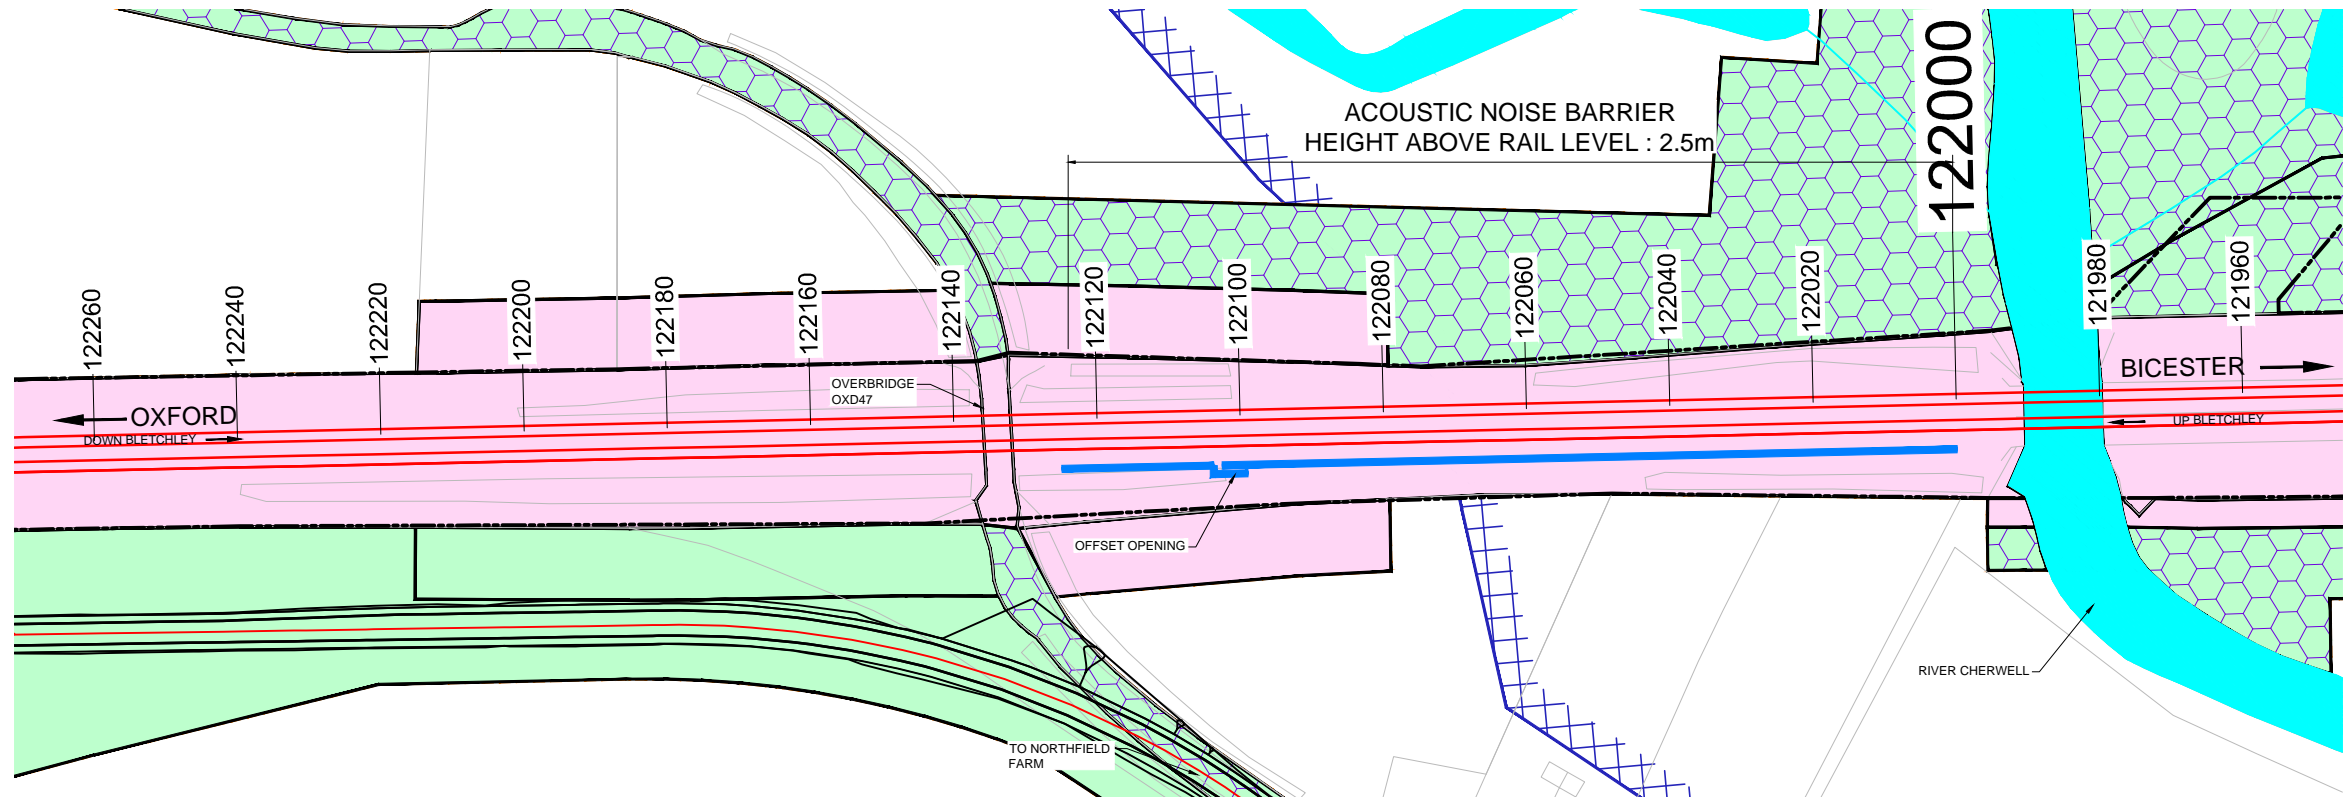 ACOUSTIC NOISE BARRIER
HEIGHT ABOVE RAIL LEVEL : 2.5m
122000
122260
122240
122220
122200
122180
122160
122140
122120
122100
122080
122060
122040
122020
121980
121960
OXFORD
DOWN BLETCHLEY
OVERBRIDGE
OXD47
BICESTER
UP BLETCHLEY
OFFSET OPENING
RIVER CHERWELL
TO NORTHFIELD
FARM